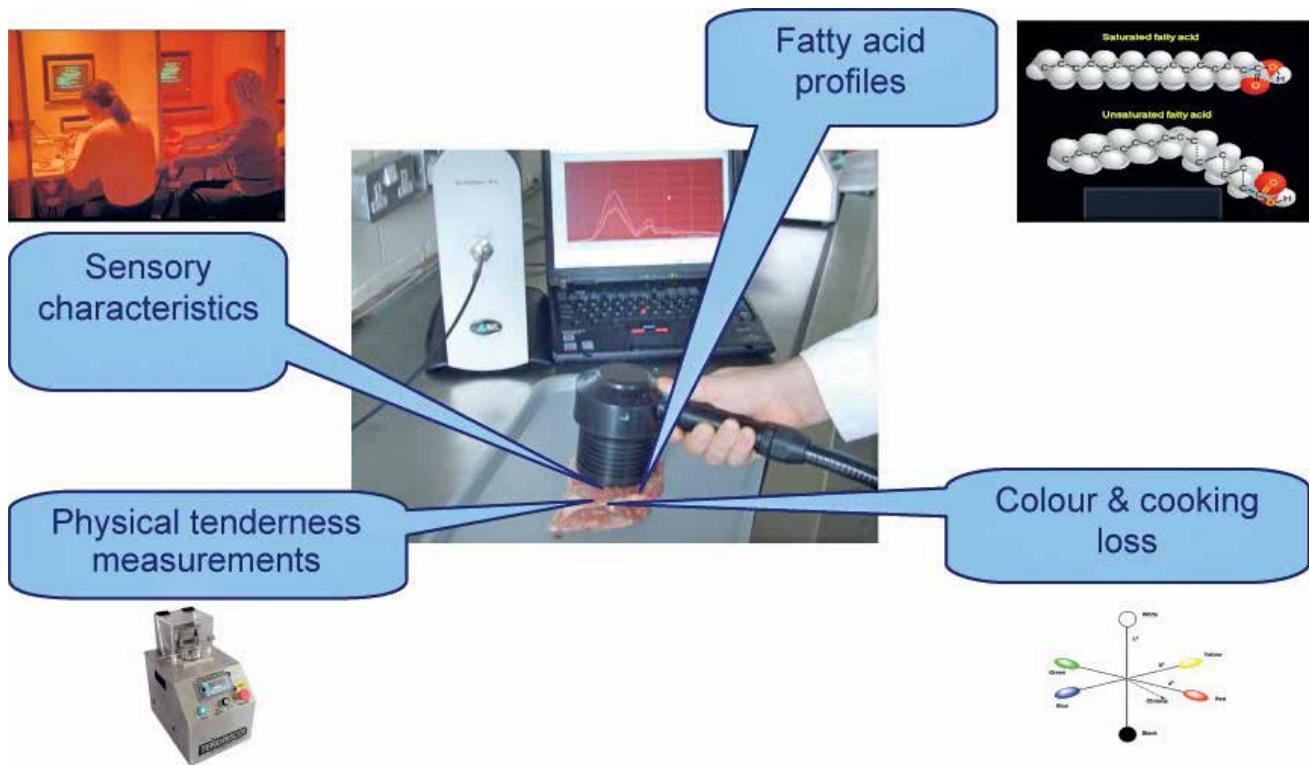 Fatty acid
profiles
Saturated fatty acid
Unsaturated fatty acid
Sensory
characteristics
Physical tenderness
measurements
Colour & cooking
loss
White
L*
Yellow
Green
Blue
Red
Chroma
Black